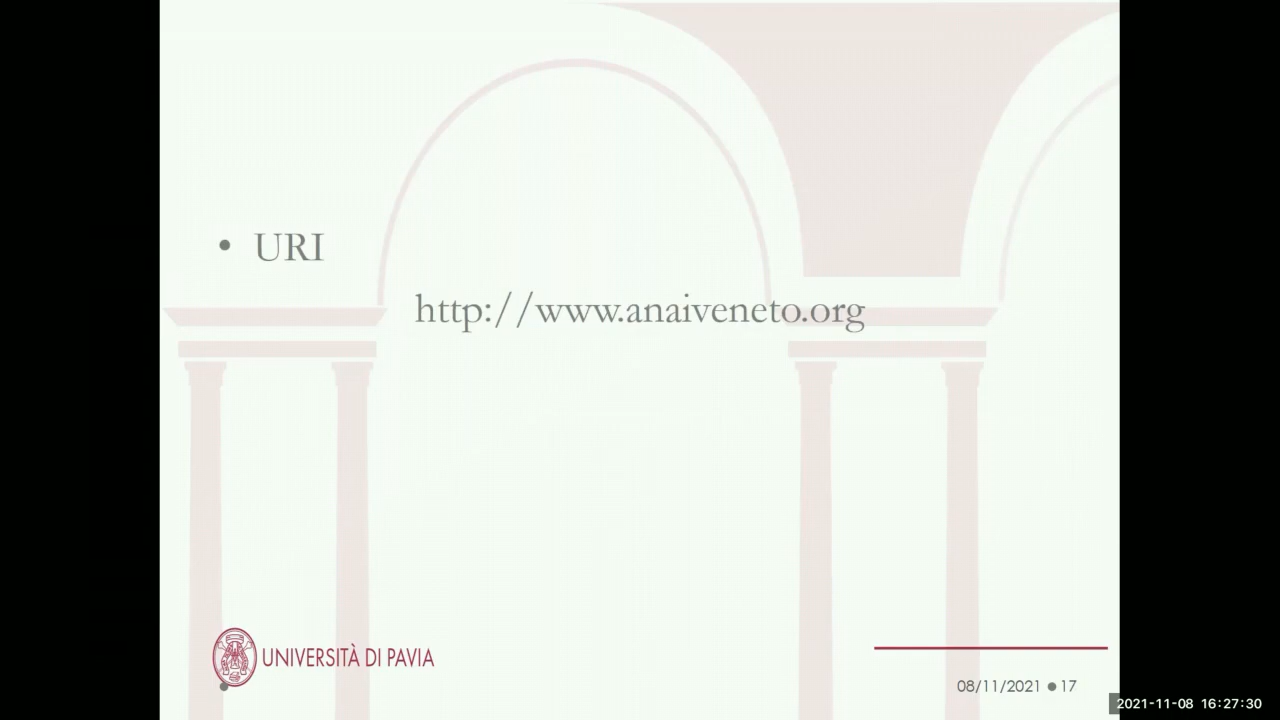 • URI
http://www.anaiveneto.org
UNIVERSITÀ DI PAVIA
•
08/11/2021 • 17
2021-11-08 16:27:30